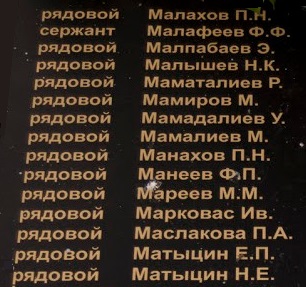 рядовой Малахов П.Н.
сержант Малафеев Ф.Ф.
рядовой Малпабаев Э.
рядовой Малышев Н.К.
рядовой Маматалиев Р.
рядовой Мамиров М.
рядовой Мамадалиев У.
рядовой Мамалиев М.
рядовой Манахов П.Н.
рядовой Манеев Ф.П.
рядовой Мареев М.М.
рядовой Марковас Ив.
рядовой Маслакова П.А.
рядовой Матыцин Е.П.
рядовой Матыцин Н.Е.